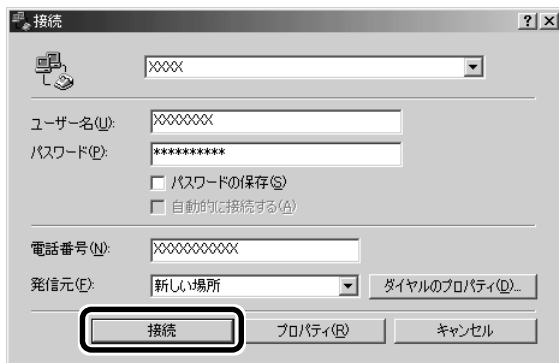 接続
XXXX
ユーザー名(U): XXXXXXX
パスワード(P): **********
パスワードの保存(S)
自動的に接続する(A)
電話番号(N): XXXXXXXXXX
発信元(F): 新しい場所 ダイヤルのプロパティ(D)...
接続 プロパティ(R) キャンセル